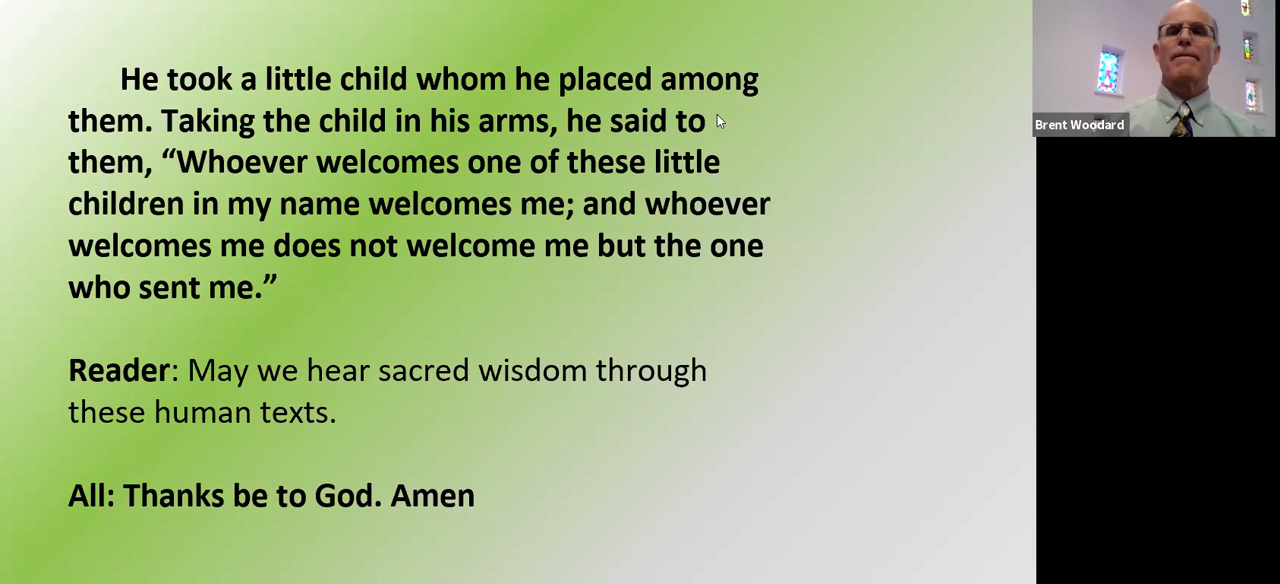 He took a little child whom he placed among
them. Taking the child in his arms, he said to
them, “Whoever welcomes one of these little
children in my name welcomes me; and whoever
welcomes me does not welcome me but the one
who sent me.”
Reader: May we hear sacred wisdom through
these human texts.
All: Thanks be to God. Amen
Brent Woodard